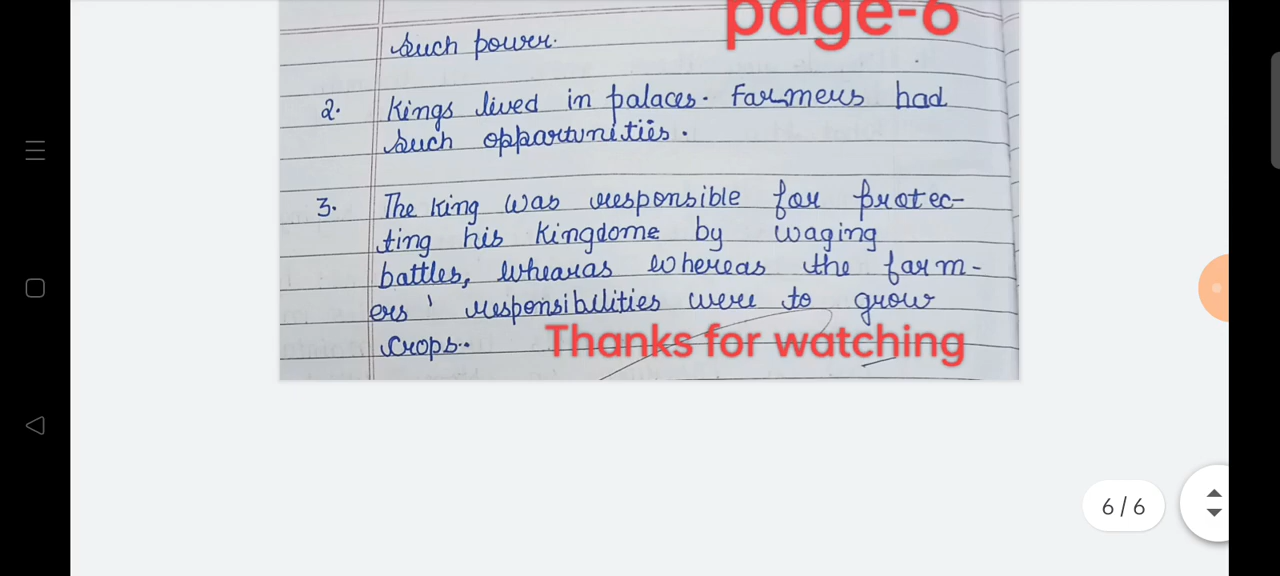 page-6
such power.
2. Kings lived in palaces. Farmers had
such opportunities.
3. The king was responsible for protec-
ting his kingdome by waging
battles, whearas whereas the farm-
ers' responsibilities were to grow
crops..
Thanks for watching
6/6